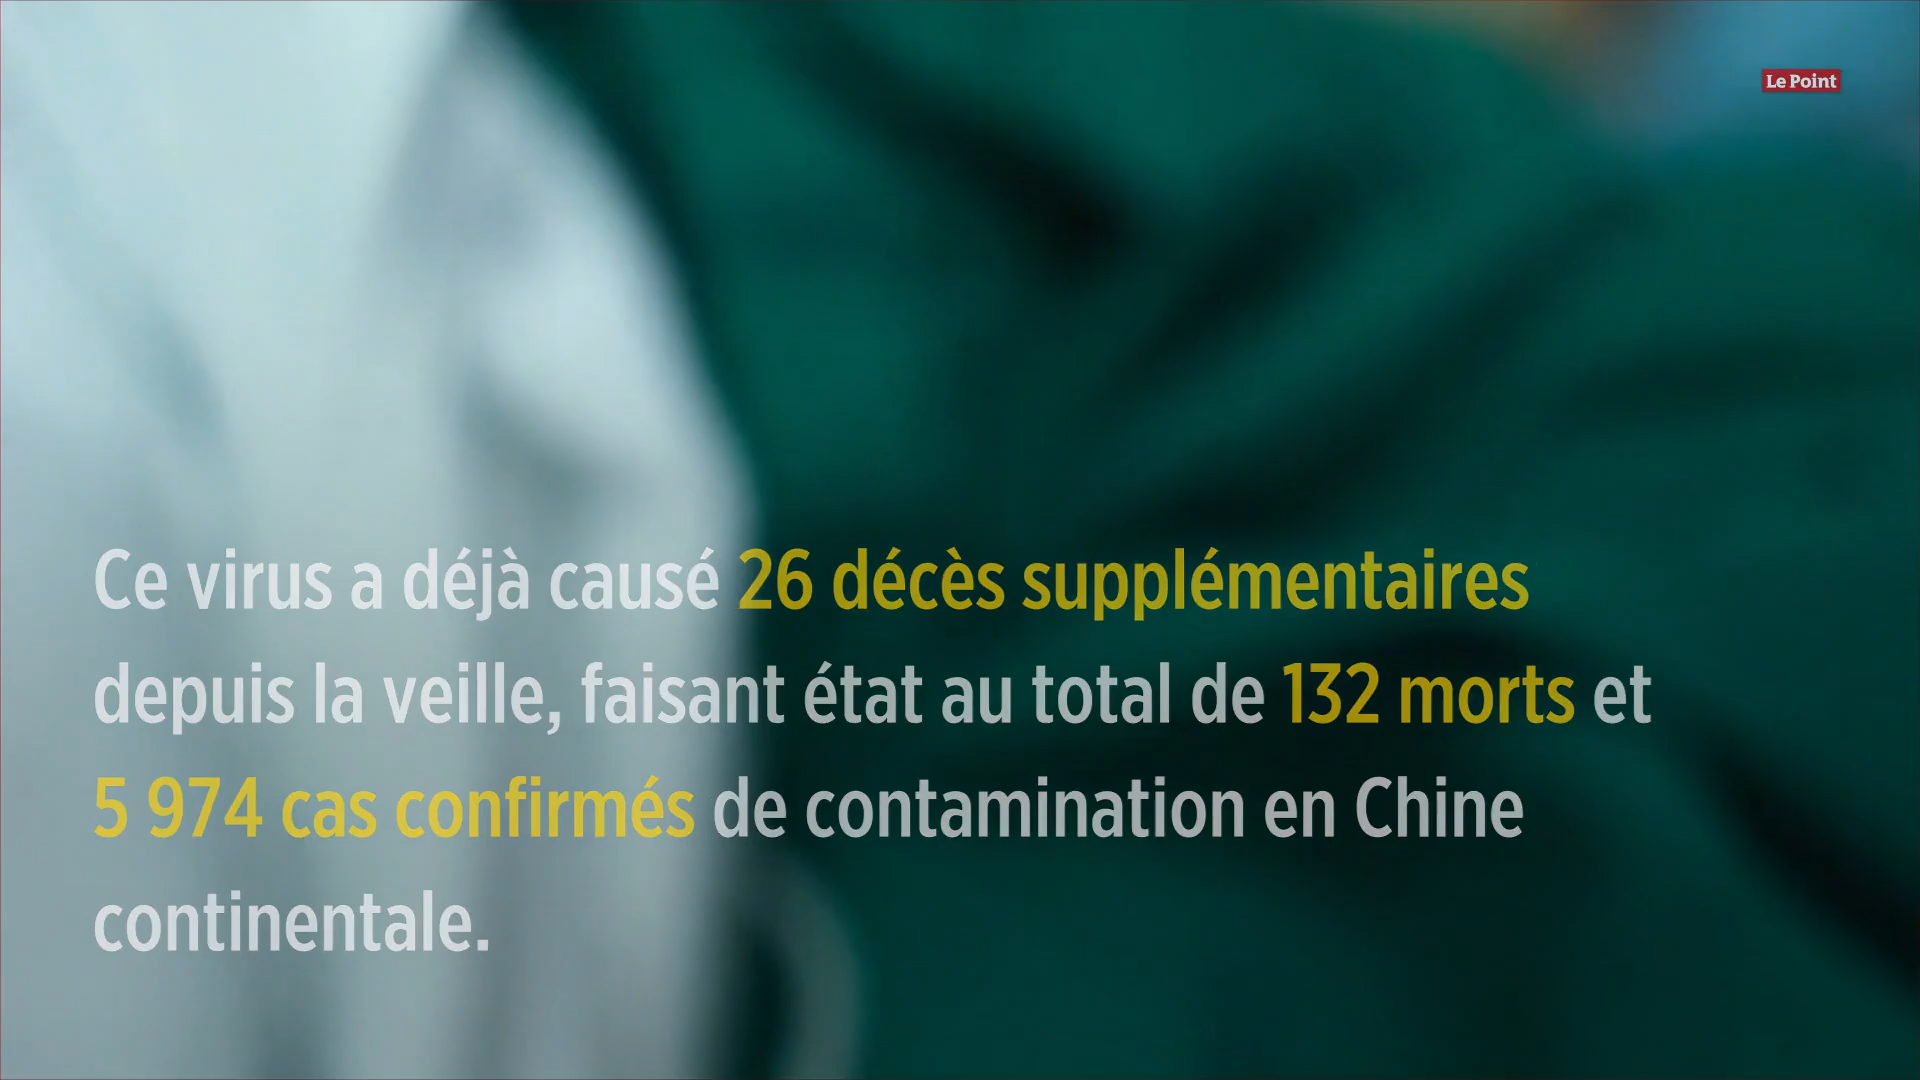 Le Point
Ce virus a déjà causé 26 décès supplémentaires
depuis la veille, faisant état au total de 132 morts et
5 974 cas confirmés de contamination en Chine
continentale.